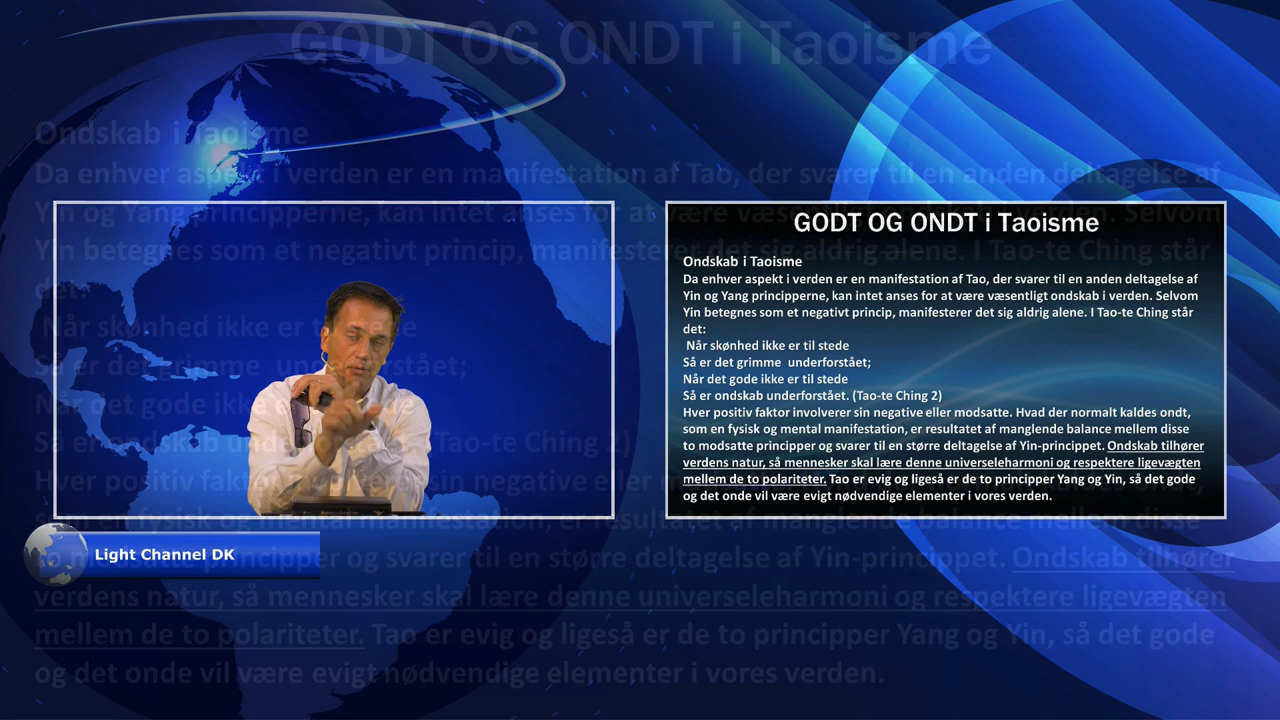 GODT OG ONDT i Taoisme
Ondskab i Taoisme
Da enhver aspekt i verden er en manifestation af Tao, der svarer til en anden deltagelse af
Yin og Yang principperne, kan intet anses for at være væsentligt ondskab i verden. Selvom
Yin betegnes som et negativt princip, manifesterer det sig aldrig alene. I Tao-te Ching står
det:
Når skønhed ikke er til stede
Så er det grimme underforstået;
Når det gode ikke er til stede
Så er ondskab underforstået. (Tao-te Ching 2)
Hver positiv faktor involverer sin negative eller modsatte. Hvad der normalt kaldes ondt,
som en fysisk og mental manifestation, er resultatet af manglende balance mellem disse
to modsatte principper og svarer til en større deltagelse af Yin-princippet. Ondskab tilhører
verdens natur, så mennesker skal lære denne universeleharmoni og respektere ligevægten
mellem de to polariteter. Tao er evig og ligeså er de to principper Yang og Yin, så det gode
og det onde vil være evigt nødvendige elementer i vores verden.
Light Channel DK